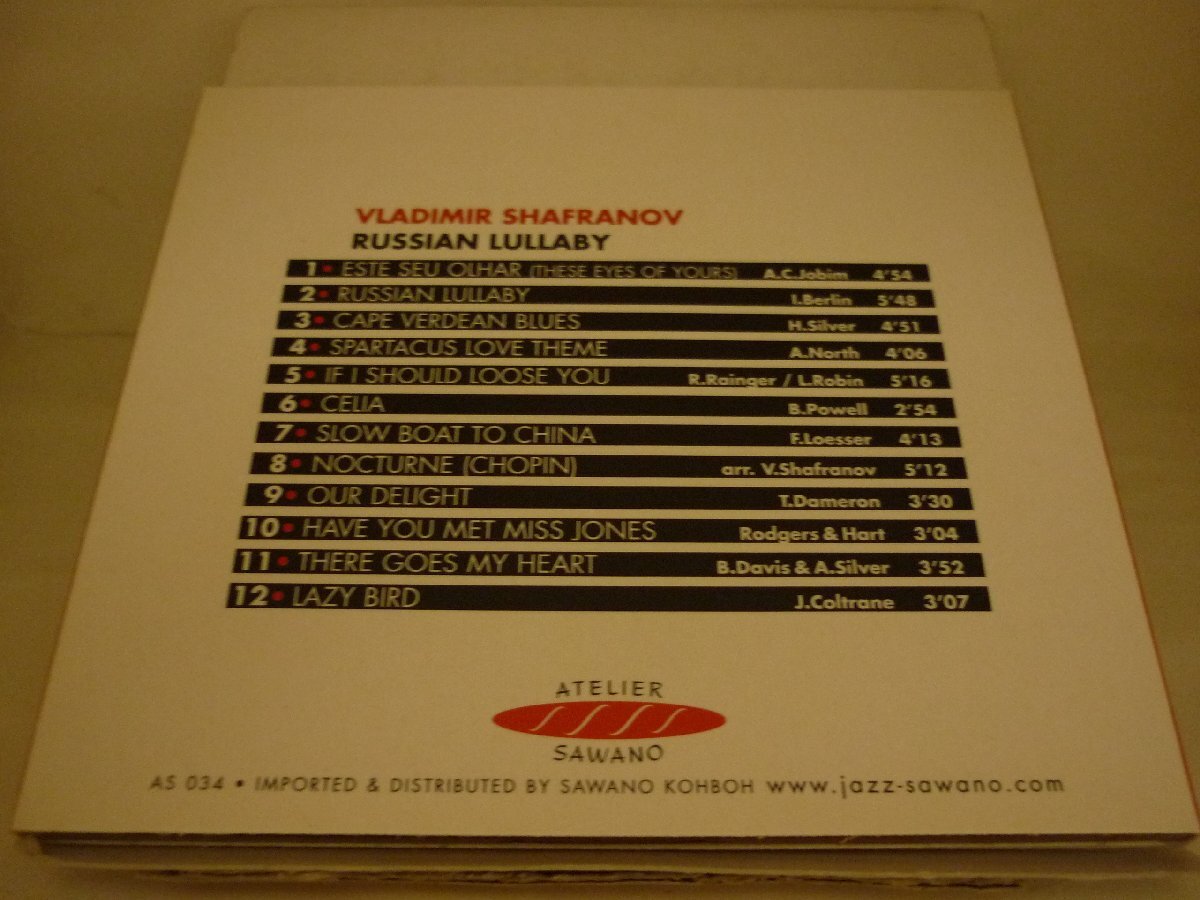 VLADIMIR SHAFRANOV
RUSSIAN LULLABY
1• ESTE SEU OLHAR (THESE EYES OF YOURS) A.C.Jobim 4'54
2• RUSSIAN LULLABY I.Berlin 5'48
3• CAPE VERDEAN BLUES H.Silver 4'51
4• SPARTACUS LOVE THEME A.North 4'06
5• IF I SHOULD LOOSE YOU R.Rainger / L.Robin 5'16
6• CELIA B.Powell 2'54
7• SLOW BOAT TO CHINA F.Loesser 4'13
8• NOCTURNE (CHOPIN) arr. V.Shafranov 5'12
9• OUR DELIGHT T.Dameron 3'30
10• HAVE YOU MET MISS JONES Rodgers & Hart 3'04
11• THERE GOES MY HEART B.Davis & A.Silver 3'52
12• LAZY BIRD J.Coltrane 3'07
ATELIER
SAWANO
AS 034 • IMPORTED & DISTRIBUTED BY SAWANO KOHBOH www.jazz-sawano.com